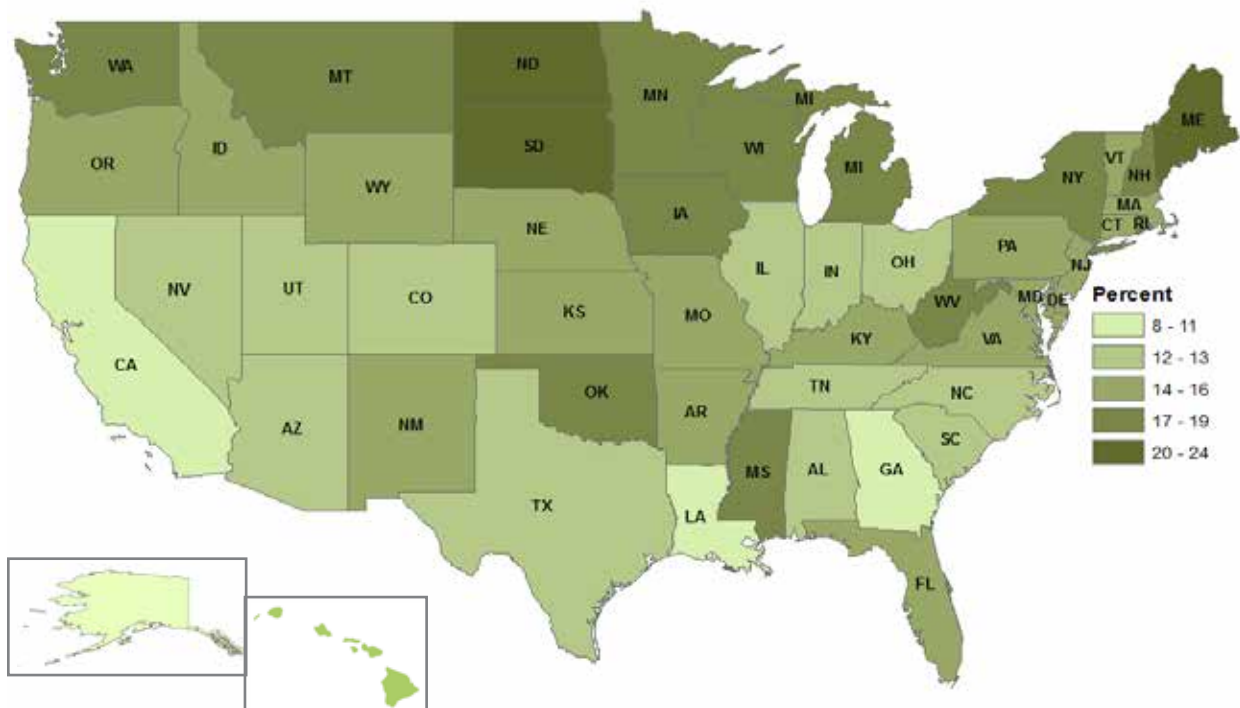 WA
MT
ND
MN
MI
ME
OR
ID
SD
WI
MI
VT
NH
NY
MA
WY
IA
CT
RI
NE
PA
NJ
NV
UT
CO
IL
IN
OH
MD
DE
WV
KS
MO
KY
VA
CA
AZ
NM
OK
AR
TN
NC
SC
TX
LA
MS
AL
GA
FL
Percent
8 - 11
12 - 13
14 - 16
17 - 19
20 - 24